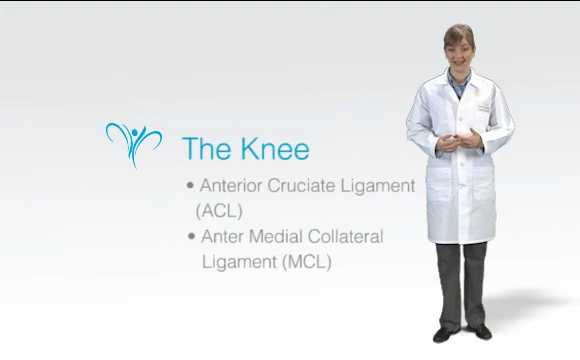 The Knee
• Anterior Cruciate Ligament
(ACL)
• Anter Medial Collateral
Ligament (MCL)